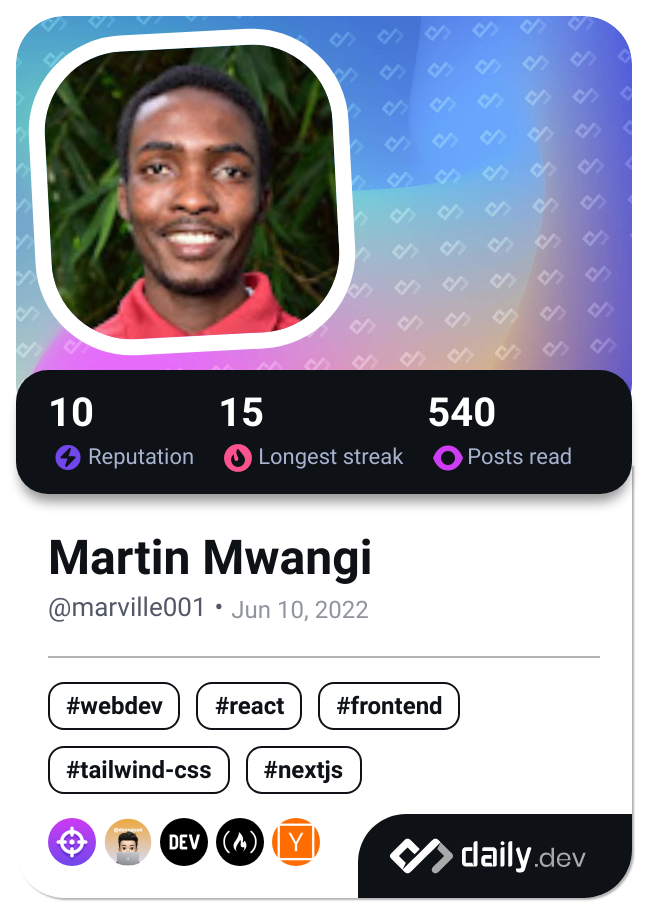 10 15 540
Reputation Longest streak Posts read
Martin Mwangi
@marville001 • Jun 10, 2022
#webdev #react #frontend
#tailwind-css #nextjs
DEV Y
daily.dev